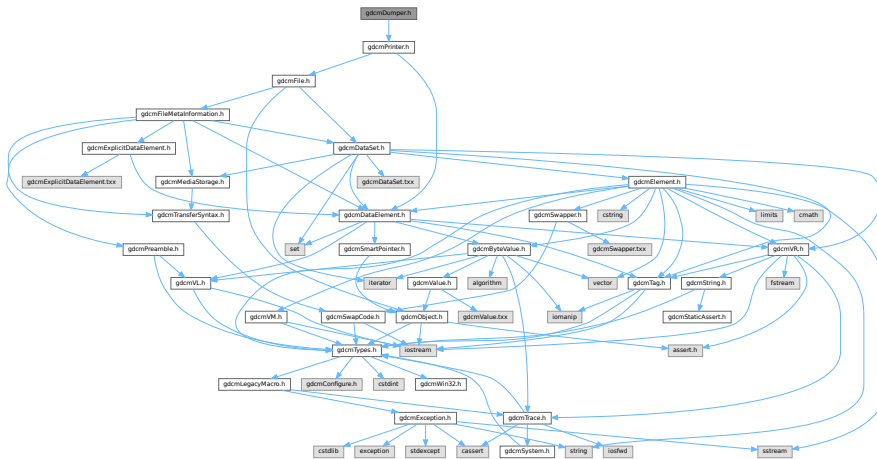 gdcmDumper.h
gdcmPrinter.h
gdcmFile.h
gdcmFileMetaInformation.h
gdcmExplicitDataElement.h
gdcmDataSet.h
gdcmExplicitDataElement.txx
gdcmMediaStorage.h
gdcmDataSet.txx
gdcmElement.h
gdcmTransferSyntax.h
gdcmDataElement.h
gdcmSwapper.h
cstring
limits
cmath
gdcmPreamble.h
set
gdcmSmartPointer.h
gdcmByteValue.h
gdcmSwapper.txx
gdcmVR.h
gdcmVL.h
iterator
gdcmValue.h
algorithm
vector
gdcmTag.h
gdcmString.h
fstream
gdcmVM.h
gdcmSwapCode.h
gdcmObject.h
gdcmValue.txx
iomanip
gdcmStaticAssert.h
gdcmTypes.h
iostream
assert.h
gdcmLegacyMacro.h
gdcmConfigure.h
cstdint
gdcmWin32.h
gdcmException.h
gdcmTrace.h
cstdlib
exception
stdexcept
cassert
gdcmSystem.h
string
iosfwd
sstream